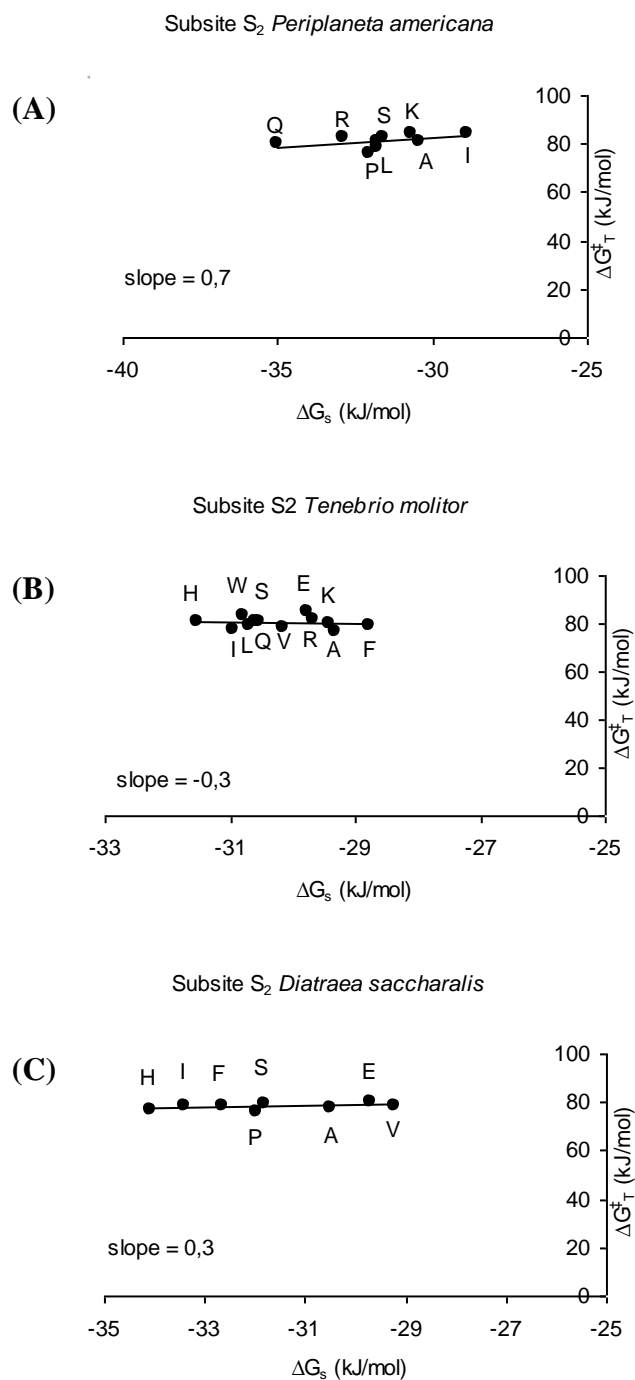 Subsite S₂ Periplaneta americana
(A)
Q R S K
P L A I
slope = 0,7
100
80
60
40
20
0
ΔG‡T (kJ/mol)
-40 -35 -30 -25
ΔGs (kJ/mol)
Subsite S2 Tenebrio molitor
(B)
H W S E K
I L Q V R A F
slope = -0,3
100
80
60
40
20
0
ΔG‡T (kJ/mol)
-33 -31 -29 -27 -25
ΔGs (kJ/mol)
Subsite S₂ Diatraea saccharalis
(C)
H I F S E
P A V
slope = 0,3
100
80
60
40
20
0
ΔG‡T (kJ/mol)
-35 -33 -31 -29 -27 -25
ΔGs (kJ/mol)